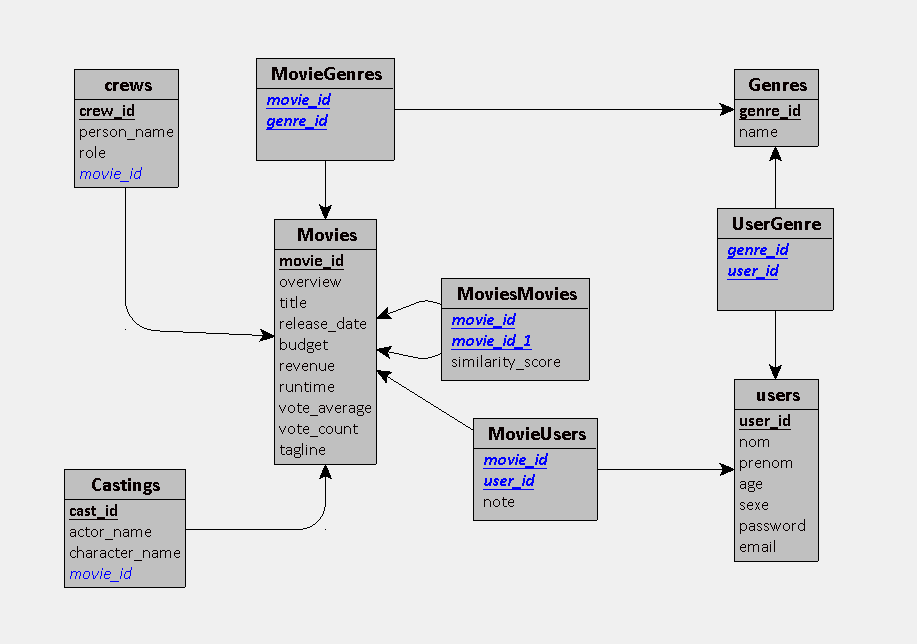 crews
crew_id
person_name
role
movie_id
MovieGenres
movie_id
genre_id
Genres
genre_id
name
Movies
movie_id
overview
title
release_date
budget
revenue
runtime
vote_average
vote_count
tagline
MoviesMovies
movie_id
movie_id_1
similarity_score
UserGenre
genre_id
user_id
MovieUsers
movie_id
user_id
note
users
user_id
nom
prenom
age
sexe
password
email
Castings
cast_id
actor_name
character_name
movie_id